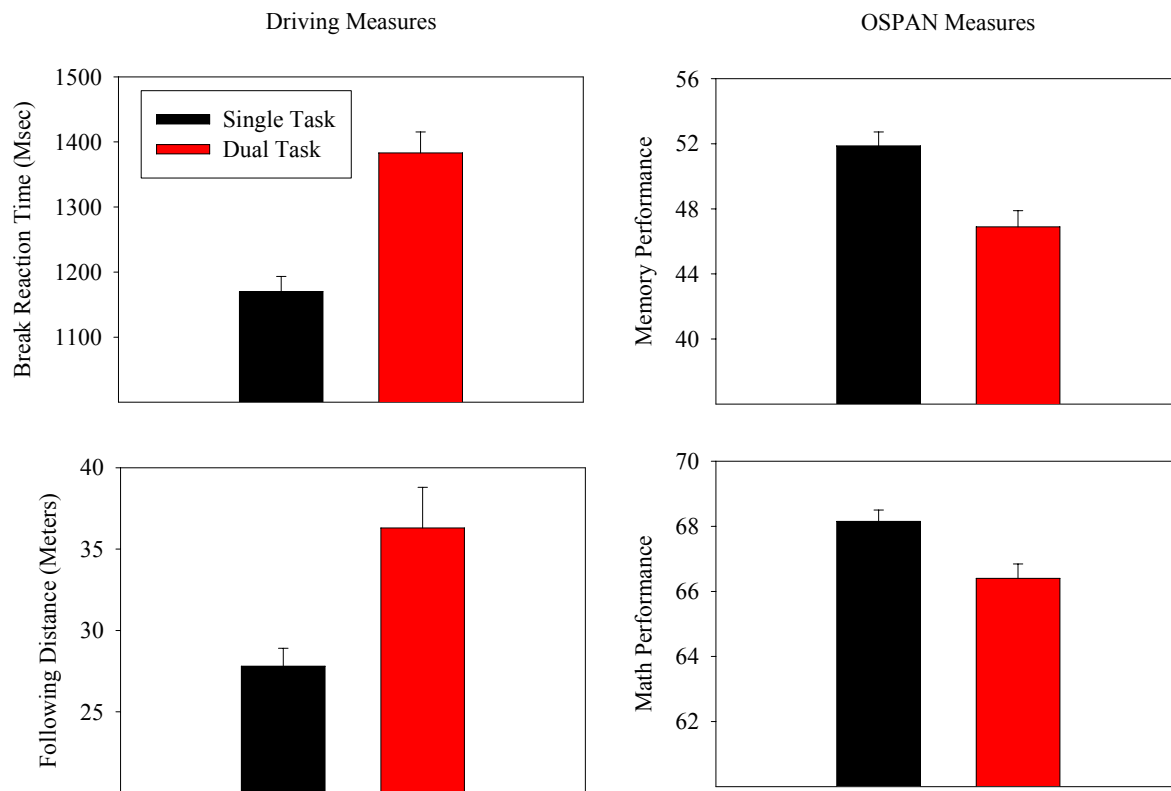 Driving Measures
OSPAN Measures
Break Reaction Time (Msec)
1500
1400
1300
1200
1100
Single Task
Dual Task
Memory Performance
56
52
48
44
40
Following Distance (Meters)
40
35
30
25
Math Performance
70
68
66
64
62